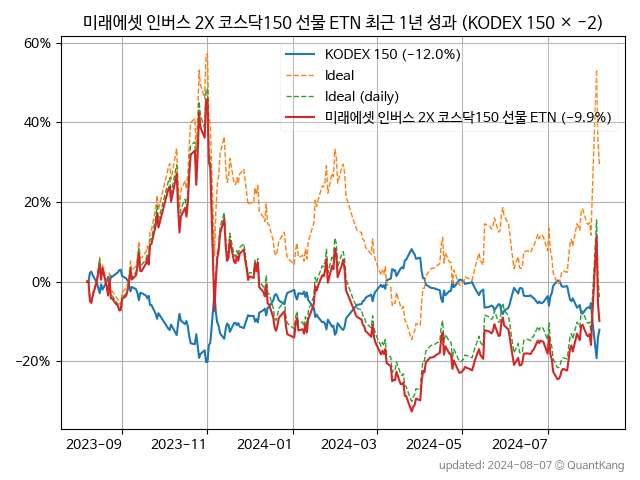 미래에셋 인버스 2X 코스닥150 선물 ETN 최근 1년 성과 (KODEX 150 × −2)
60%
40%
20%
0%
−20%
KODEX 150 (−12.0%)
Ideal
Ideal (daily)
미래에셋 인버스 2X 코스닥150 선물 ETN (−9.9%)
2023-09
2023-11
2024-01
2024-03
2024-05
2024-07
updated: 2024-08-07 © QuantKang